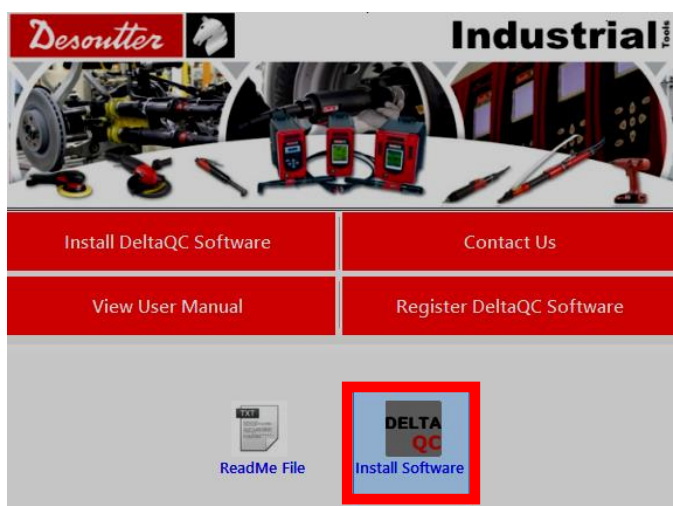 Desoutter
Industrial
Tools
Install DeltaQC Software
Contact Us
View User Manual
Register DeltaQC Software
TXT
DELTA
QC
ReadMe File
Install Software